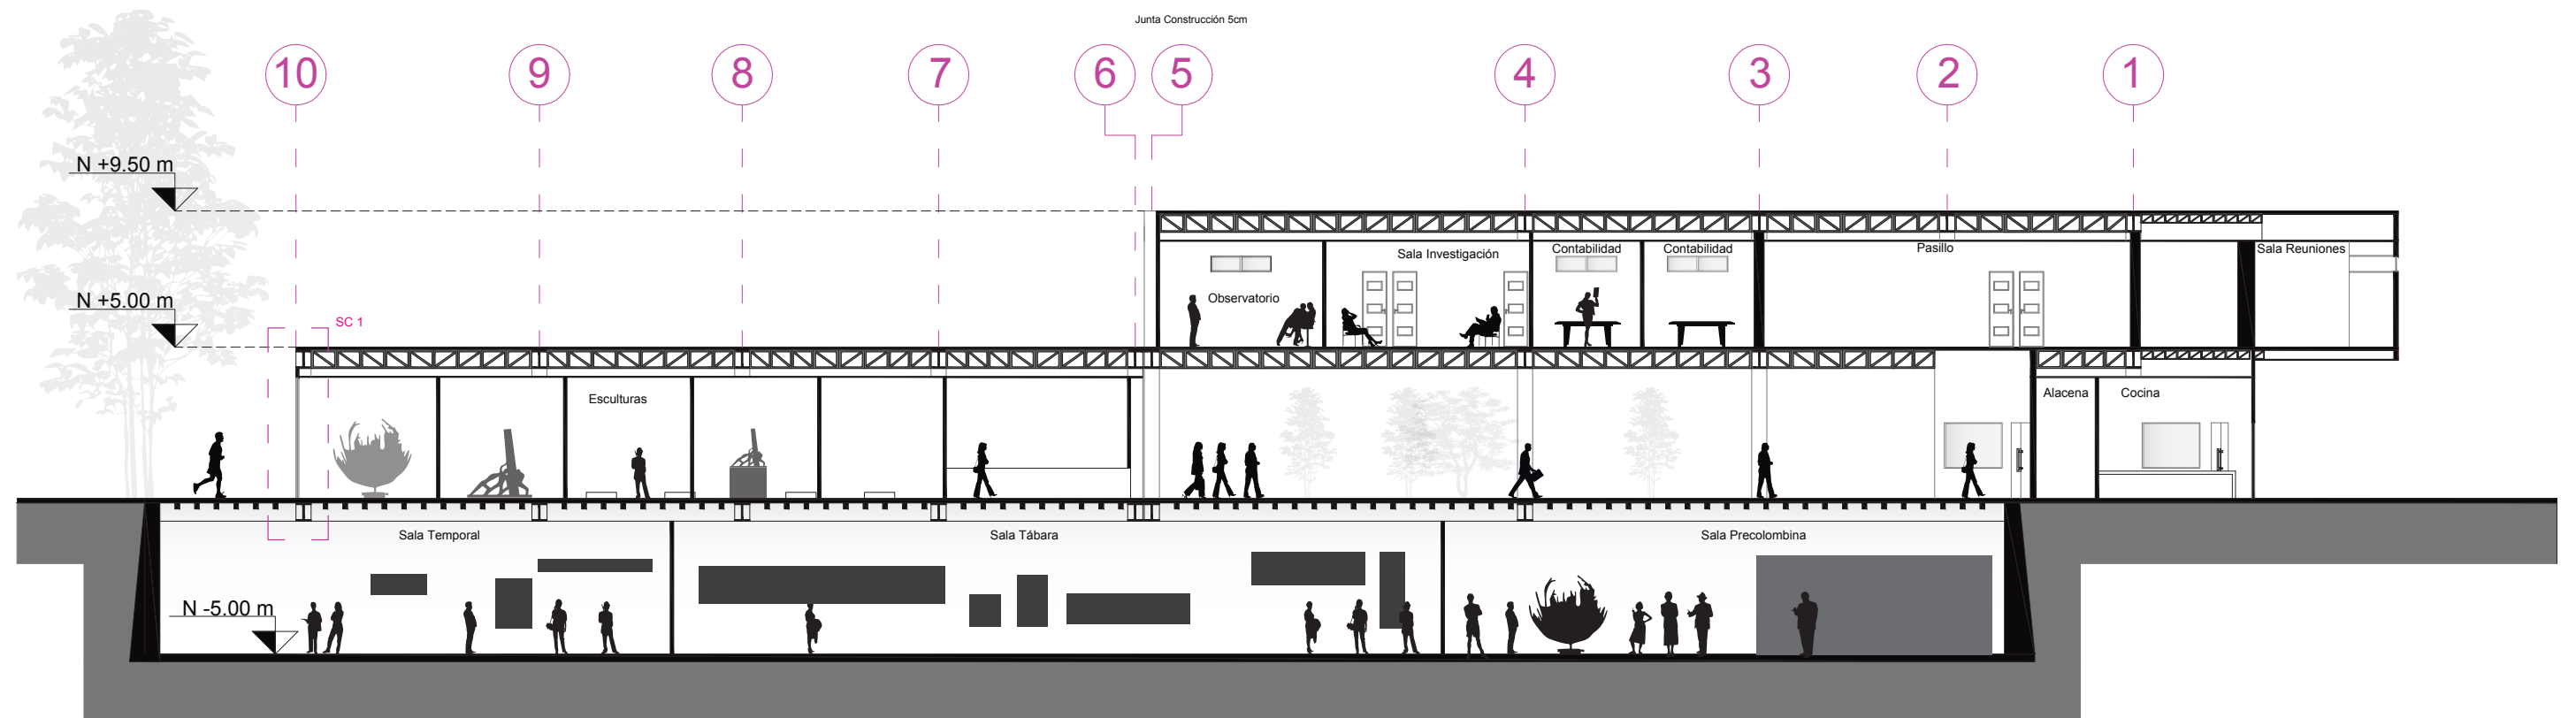 Junta Construcción 5cm
10 9 8 7 6 5 4 3 2 1
N +9.50 m
Contabilidad Contabilidad Pasillo Sala Reuniones
Sala Investigación
Observatorio
N +5.00 m
SC 1
Esculturas Alacena Cocina
Sala Temporal Sala Tábara Sala Precolombina
N -5.00 m